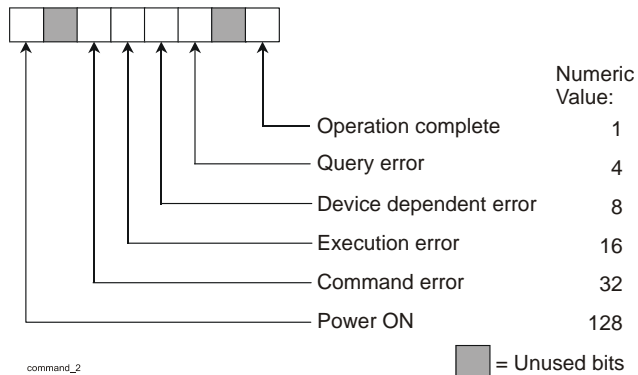 Numeric
Value:
Operation complete 1
Query error 4
Device dependent error 8
Execution error 16
Command error 32
Power ON 128
command_2
= Unused bits